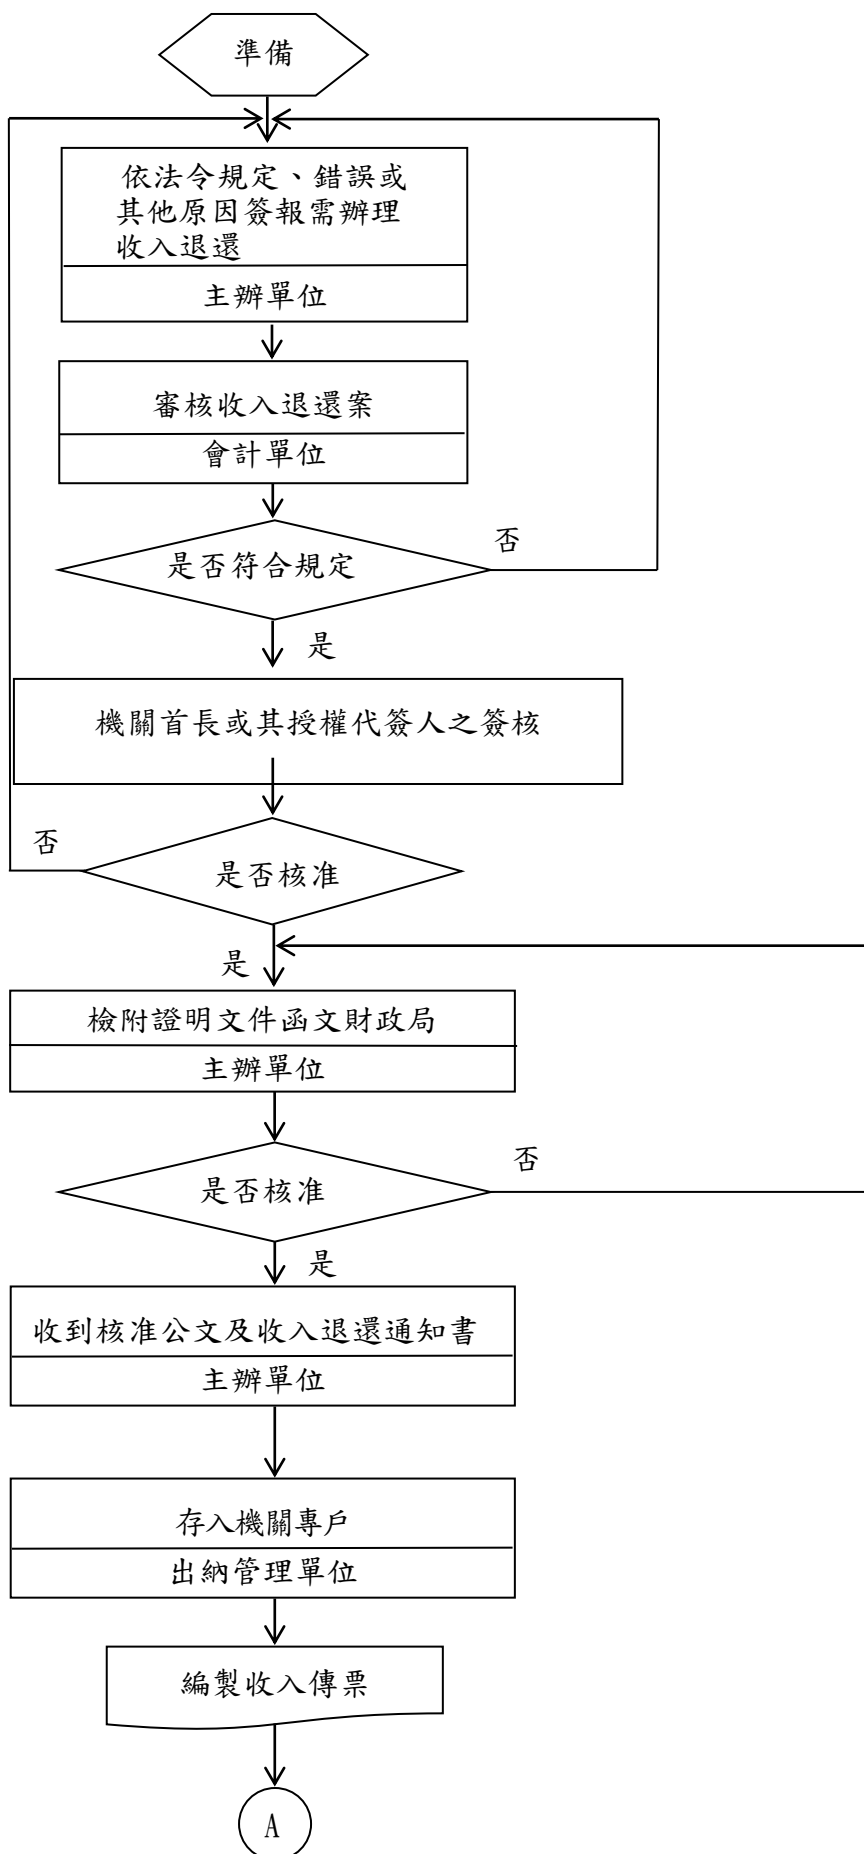 準備
依法令規定、錯誤或
其他原因簽報需辦理
收入退還
主辦單位
審核收入退還案
會計單位
是否符合規定
否
是
機關首長或其授權代簽人之簽核
否
是否核准
是
檢附證明文件函文財政局
主辦單位
否
是否核准
是
收到核准公文及收入退還通知書
主辦單位
存入機關專戶
出納管理單位
編製收入傳票
A